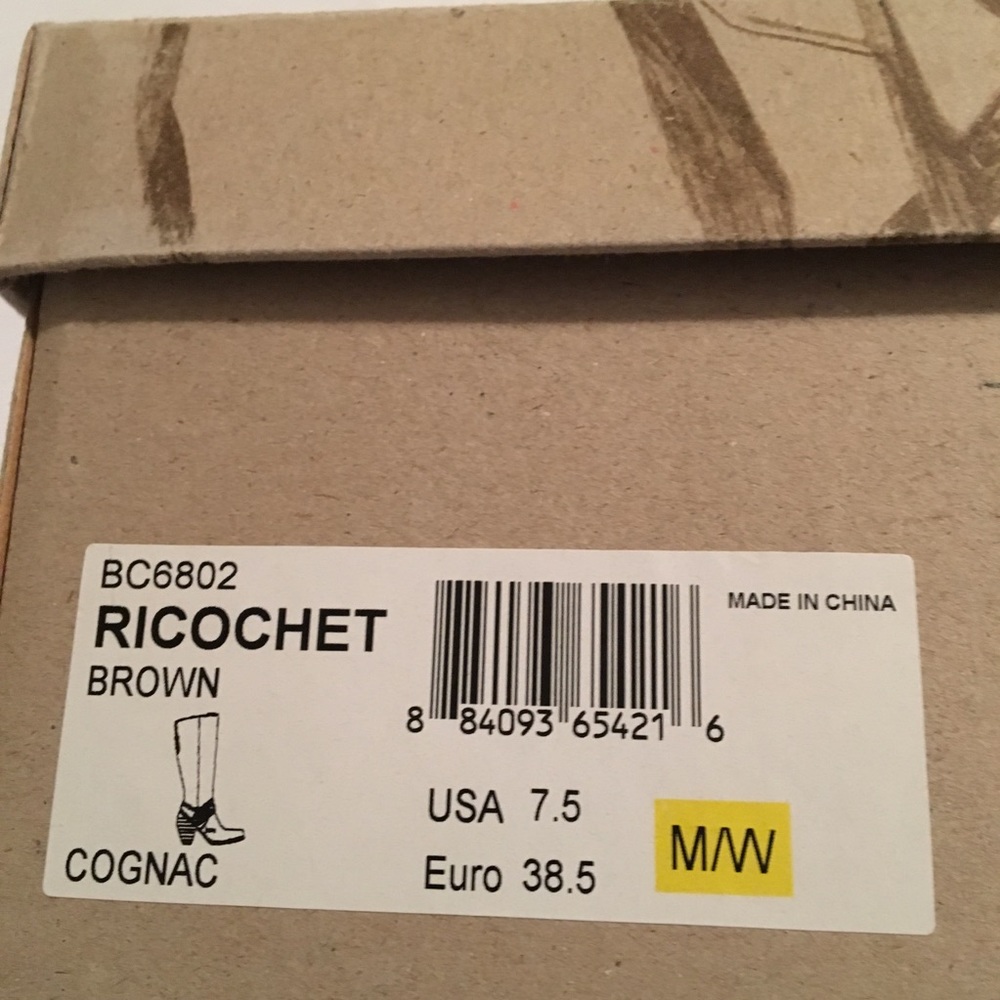 BC6802
RICOCHET
BROWN
COGNAC
8 84093 65421 6
MADE IN CHINA
USA 7.5
Euro 38.5
M/W